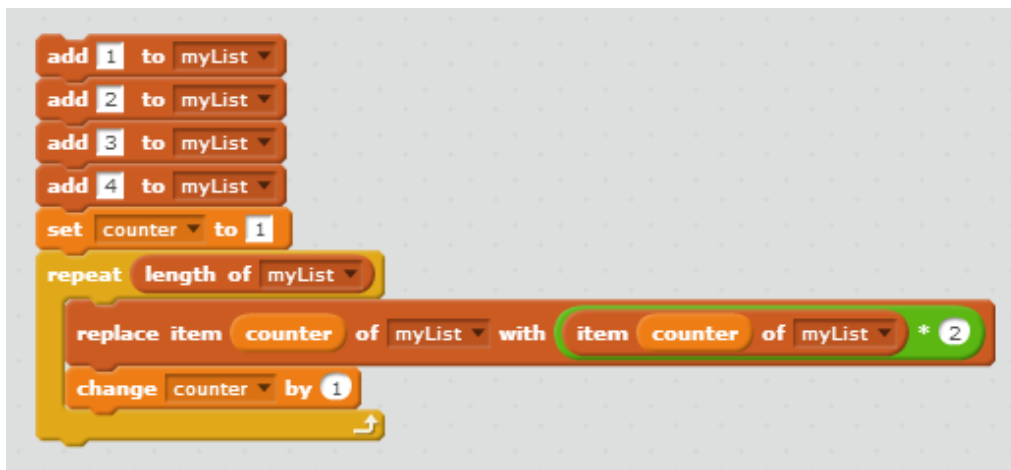 add 1 to myList
add 2 to myList
add 3 to myList
add 4 to myList
set counter to 1
repeat length of myList
replace item counter of myList with item counter of myList * 2
change counter by 1